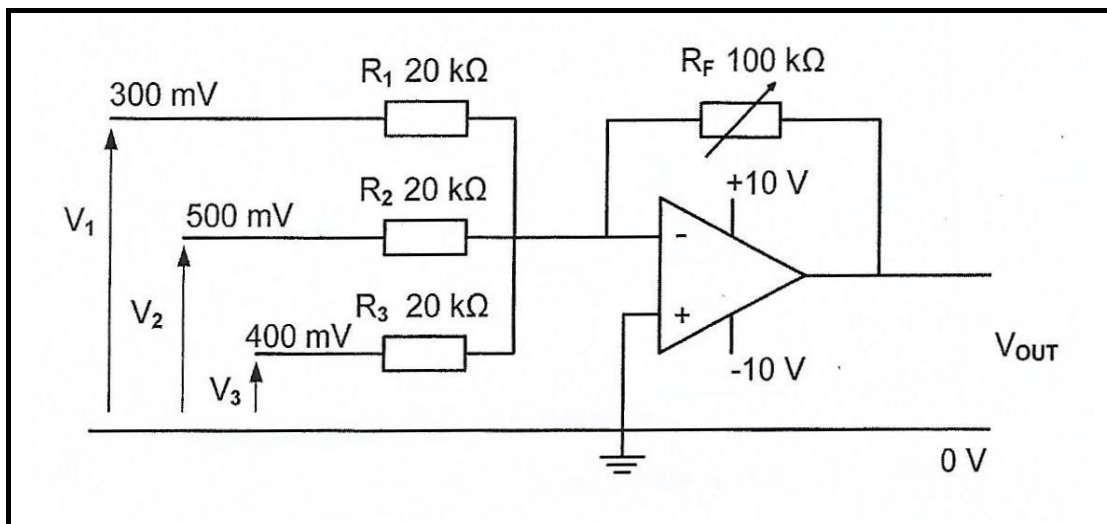 R₁ 20 kΩ
R_F 100 kΩ
300 mV
+10 V
R₂ 20 kΩ
500 mV
V₁
-
R₃ 20 kΩ
V₂
+
400 mV
V_OUT
-10 V
V₃
0 V